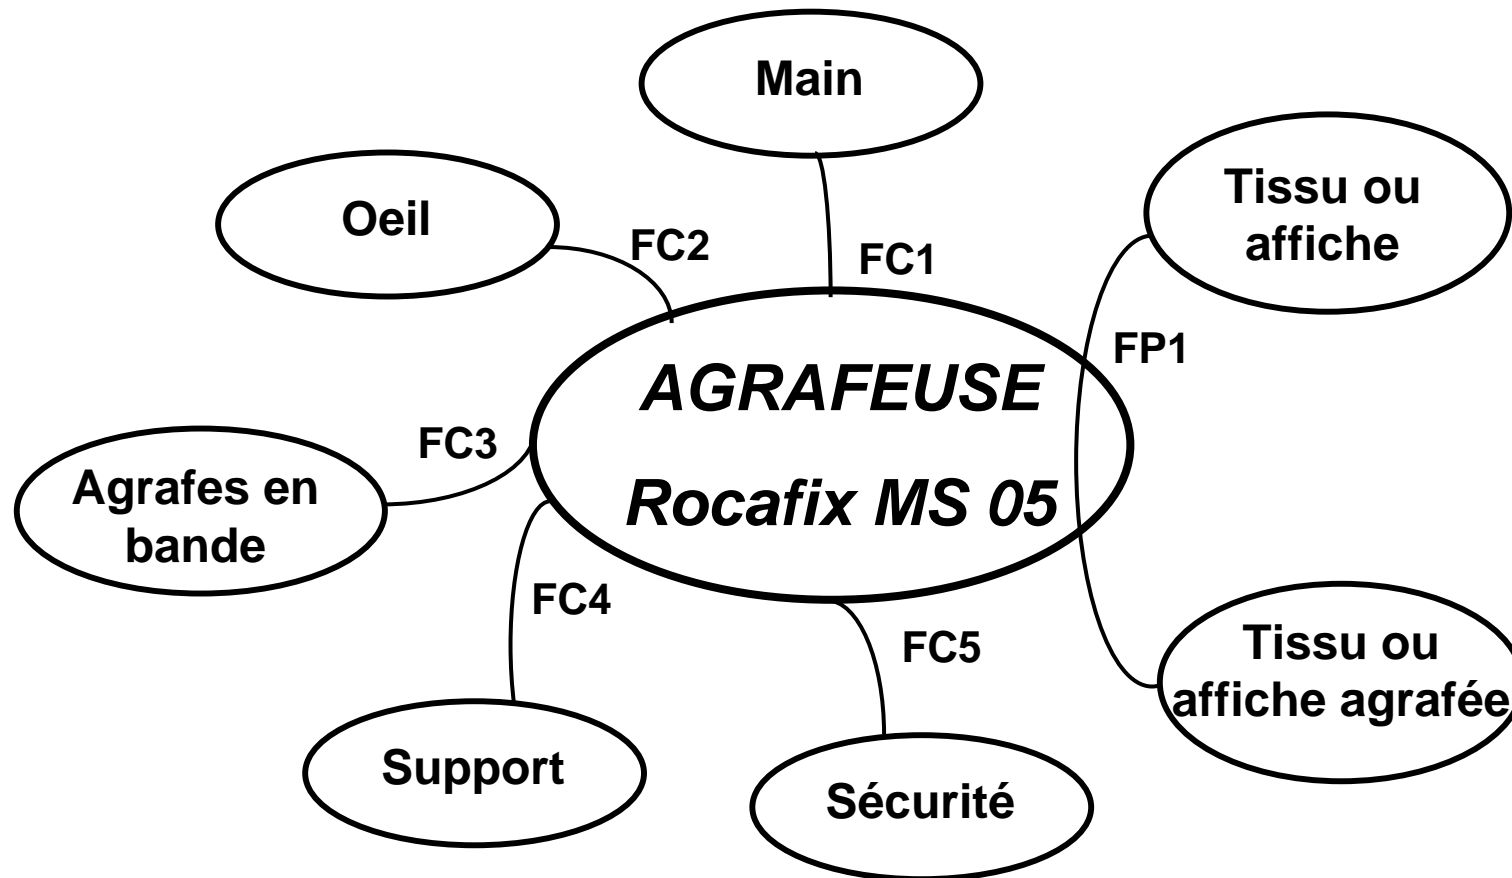 Main
Oeil
Tissu ou
affiche
FC2
FC1
FP1
AGRAFEUSE
Rocafix MS 05
FC3
Agrafes en
bande
FC4
FC5
Tissu ou
affiche agrafée
Support
Sécurité